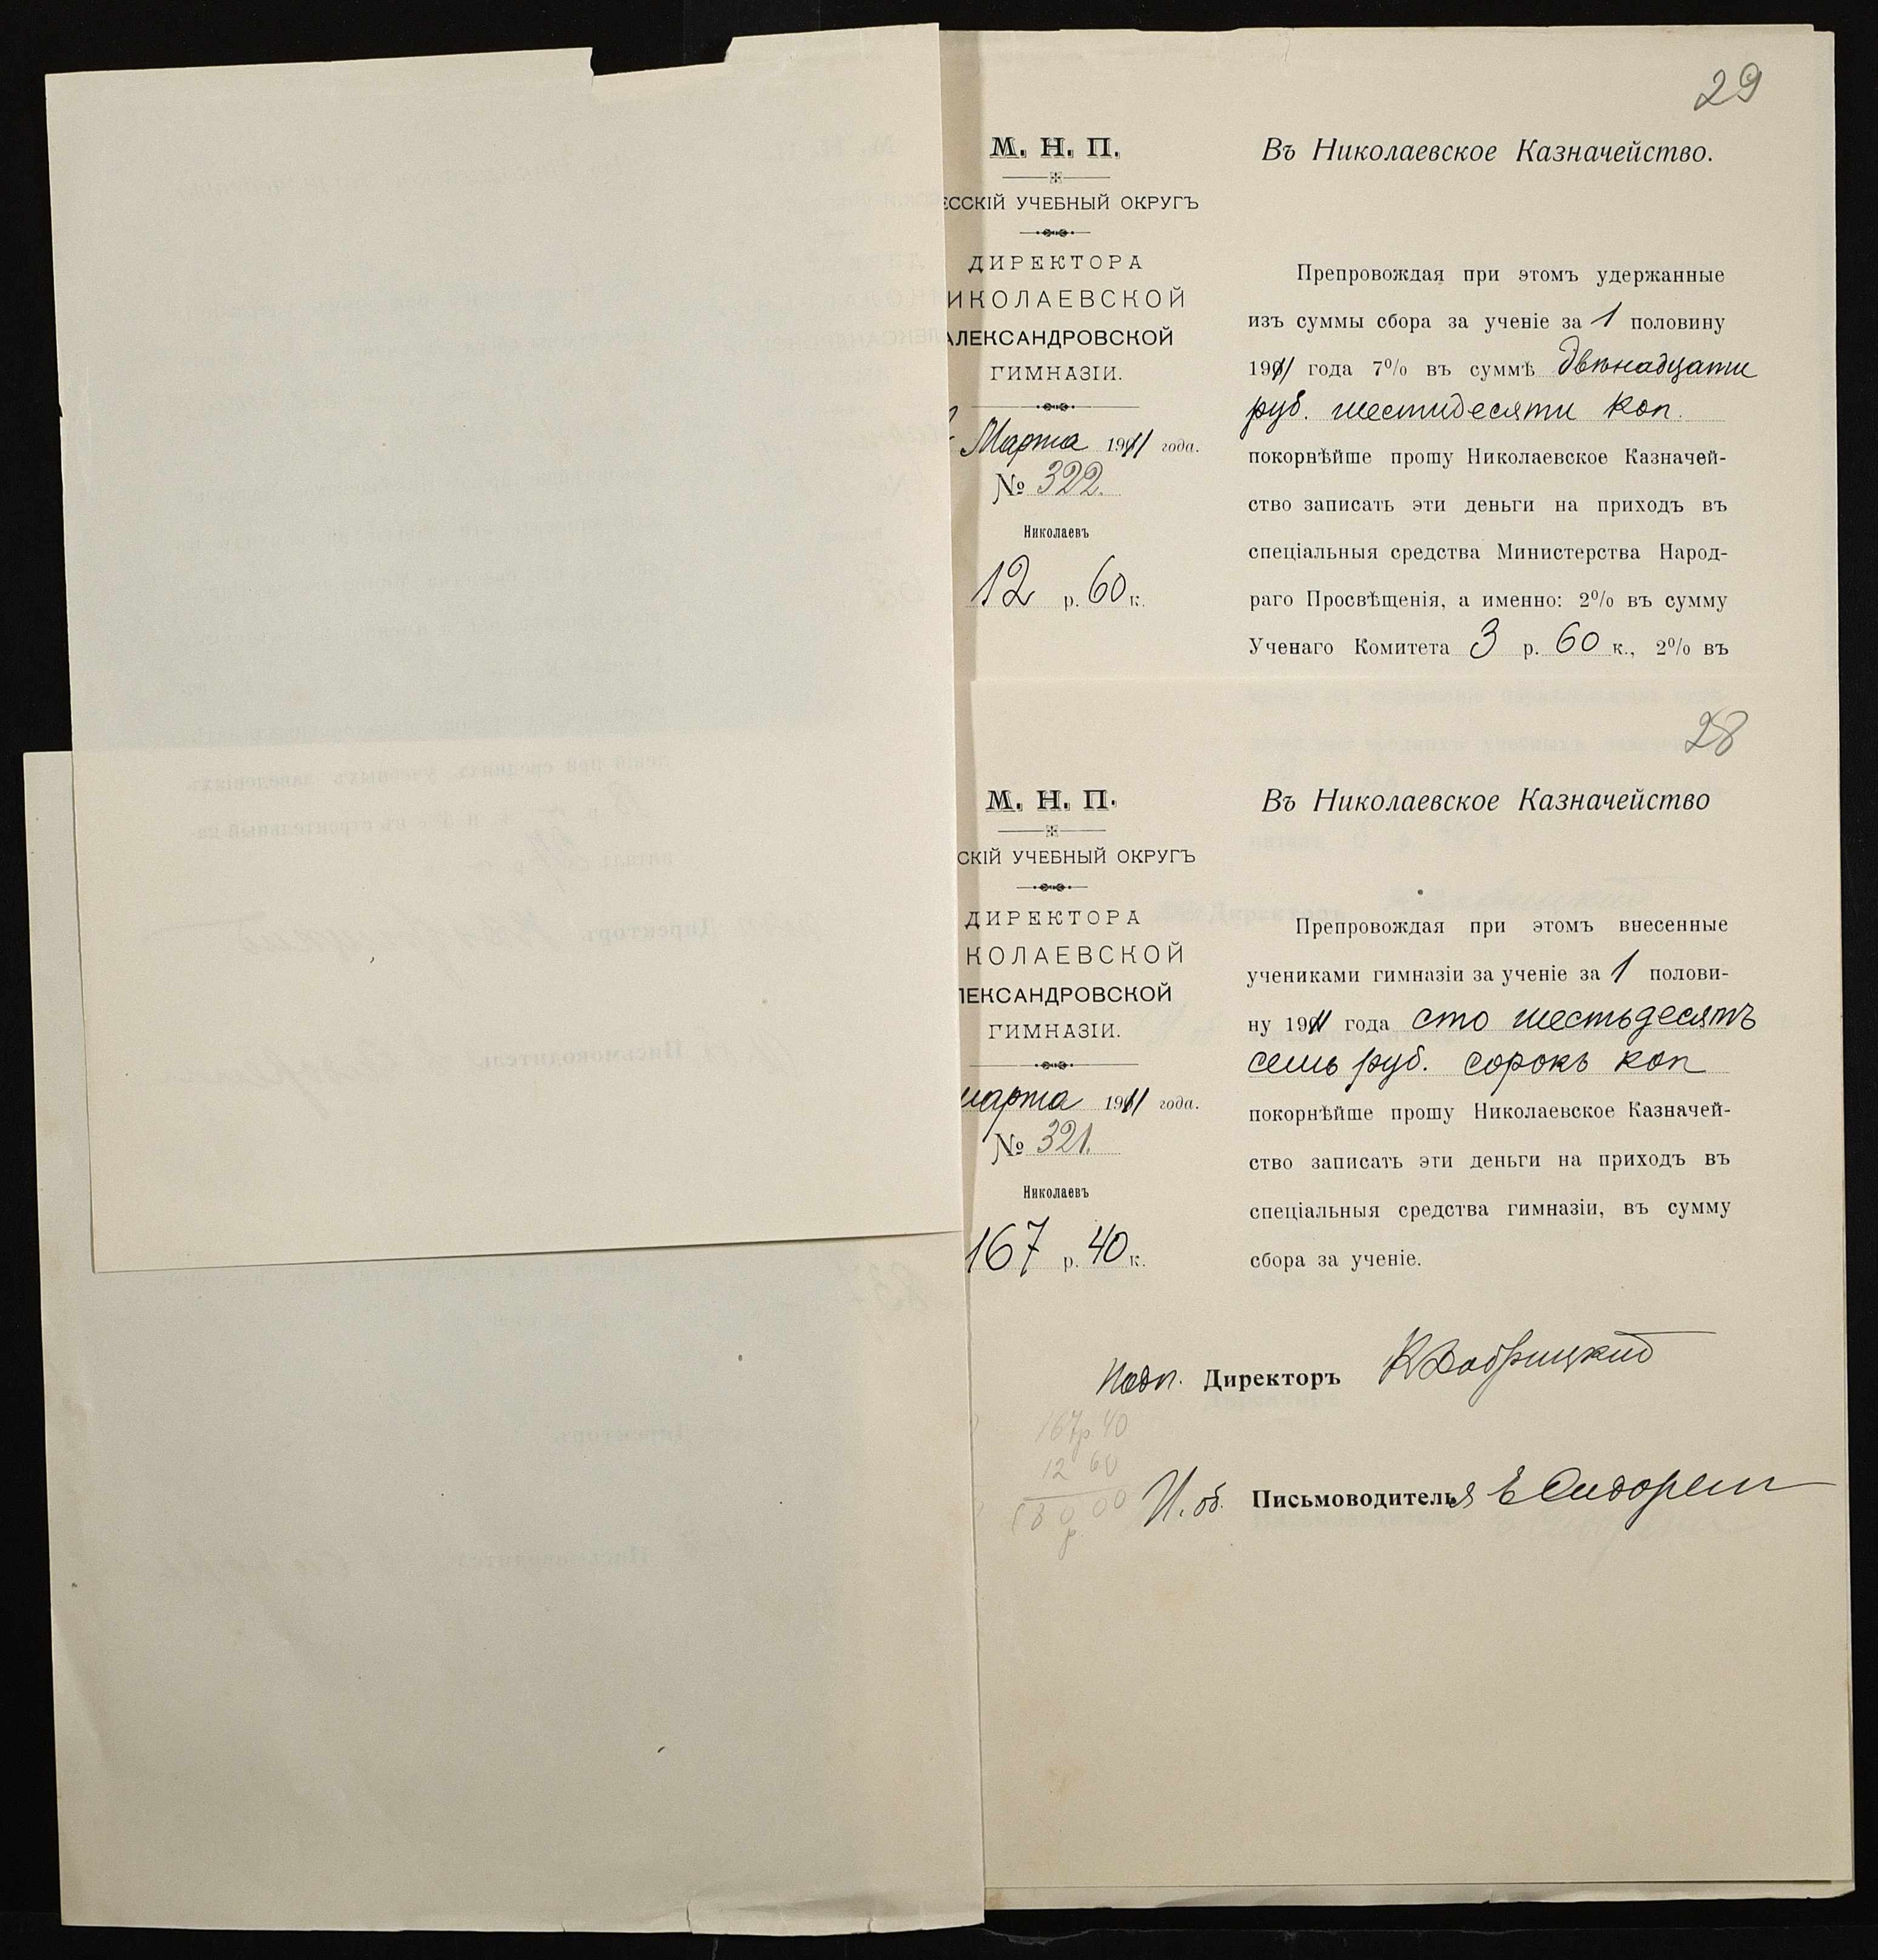 29
М. Н. П.
ЕССКІЙ УЧЕБНЫЙ ОКРУГЪ
ДИРЕКТОРА
ИКОЛАЕВСКОЙ
АЛЕКСАНДРОВСКОЙ
ГИМНАЗІИ.
Марта 1911 года.
№ 322.
Николаевъ
12 р. 60 к.
Въ Николаевское Казначейство.
Препровождая при этомъ удержанные
изъ суммы сбора за ученіе за 1 половину
1911 года 7% въ суммѣ двѣнадцати
руб. шестидесяти коп.
покорнѣйше прошу Николаевское Казначей-
ство записать эти деньги на приходъ въ
спеціальныя средства Министерства Народ-
раго Просвѣщенія, а именно: 2% въ сумму
Ученаго Комитета 3 р. 60 к., 2% въ
28
М. Н. П.
СКІЙ УЧЕБНЫЙ ОКРУГЪ
ДИРЕКТОРА
КОЛАЕВСКОЙ
ЛЕКСАНДРОВСКОЙ
ГИМНАЗІИ.
марта 1911 года.
№ 321.
Николаевъ
167 р. 40 к.
Въ Николаевское Казначейство
Препровождая при этомъ внесенные
учениками гимназіи за ученіе за 1 полови-
ну 1911 года сто шестьдесятъ
семь руб. сорокъ коп
покорнѣйше прошу Николаевское Казначей-
ство записать эти деньги на приходъ въ
спеціальныя средства гимназіи, въ сумму
сбора за ученіе.
Подп. Директоръ
167р. 40
12 60
180 00
р.
И. об. Письмоводителя